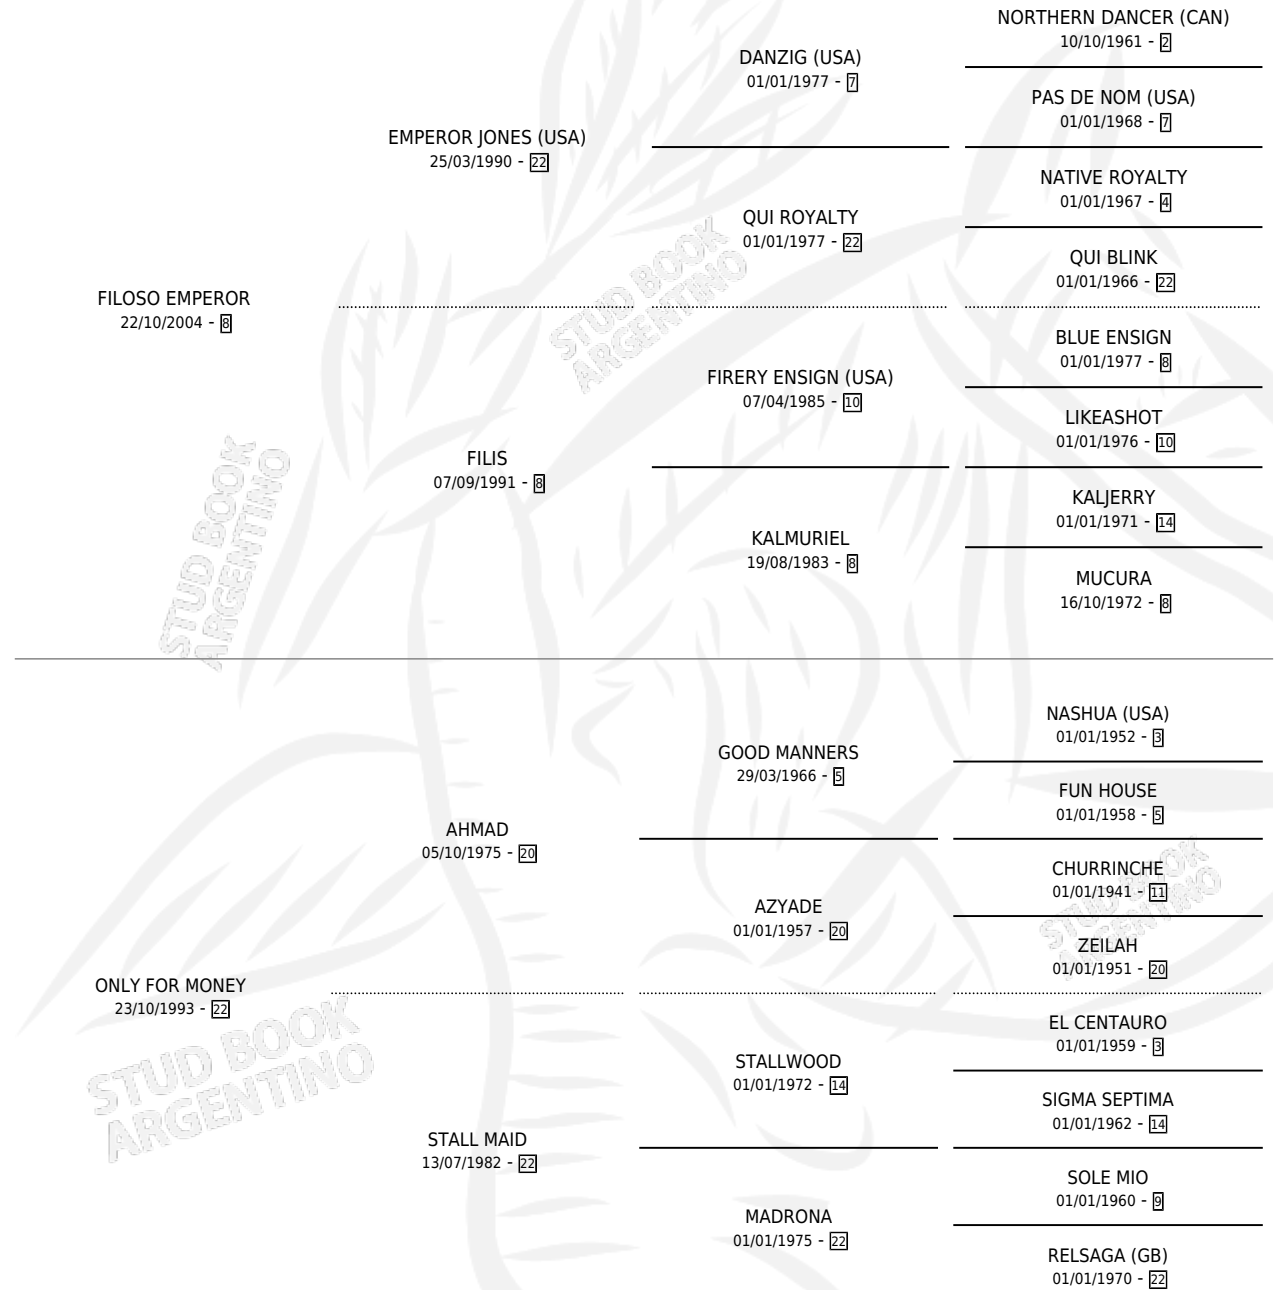 NORTHERN DANCER (CAN)
10/10/1961 - 2
DANZIG (USA)
01/01/1977 - 7
PAS DE NOM (USA)
01/01/1968 - 7
EMPEROR JONES (USA)
25/03/1990 - 22
NATIVE ROYALTY
01/01/1967 - 4
QUI ROYALTY
01/01/1977 - 22
QUI BLINK
01/01/1966 - 22
FILOSO EMPEROR
22/10/2004 - 8
BLUE ENSIGN
01/01/1977 - 8
FIRERY ENSIGN (USA)
07/04/1985 - 10
LIKEASHOT
01/01/1976 - 10
FILIS
07/09/1991 - 8
KALJERRY
01/01/1971 - 14
KALMURIEL
19/08/1983 - 8
MUCURA
16/10/1972 - 8
NASHUA (USA)
01/01/1952 - 3
GOOD MANNERS
29/03/1966 - 5
FUN HOUSE
01/01/1958 - 5
AHMAD
05/10/1975 - 20
CHURRINCHE
01/01/1941 - 11
AZYADE
01/01/1957 - 20
ZEILAH
01/01/1951 - 20
ONLY FOR MONEY
23/10/1993 - 22
EL CENTAURO
01/01/1959 - 3
STALLWOOD
01/01/1972 - 14
SIGMA SEPTIMA
01/01/1962 - 14
STALL MAID
13/07/1982 - 22
SOLE MIO
01/01/1960 - 9
MADRONA
01/01/1975 - 22
RELSAGA (GB)
01/01/1970 - 22
STUD BOOK
ARGENTINO
STUD BOOK
ARGENTINO
STUD BOOK
ARGENTINO
STUD BOOK
ARGENTINO